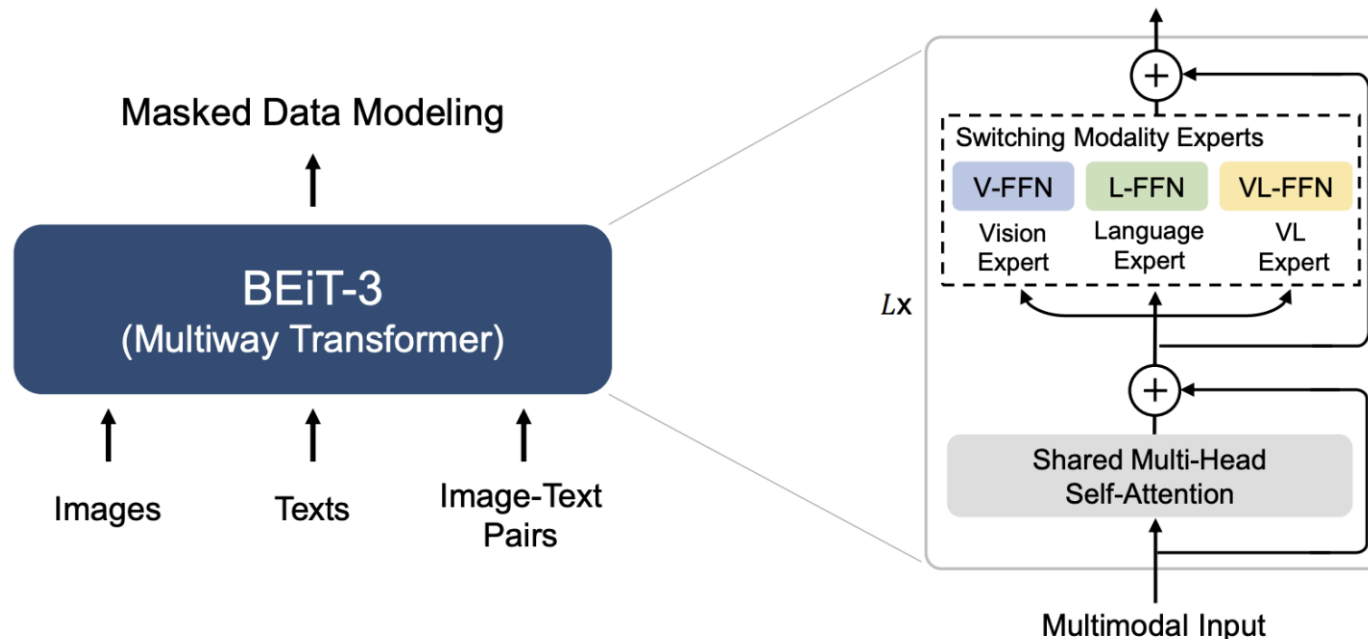 Masked Data Modeling
BEiT-3
(Multiway Transformer)
Images
Texts
Image-Text
Pairs
Lx
Switching Modality Experts
V-FFN
L-FFN
VL-FFN
Vision
Expert
Language
Expert
VL
Expert
+
+
Shared Multi-Head
Self-Attention
Multimodal Input